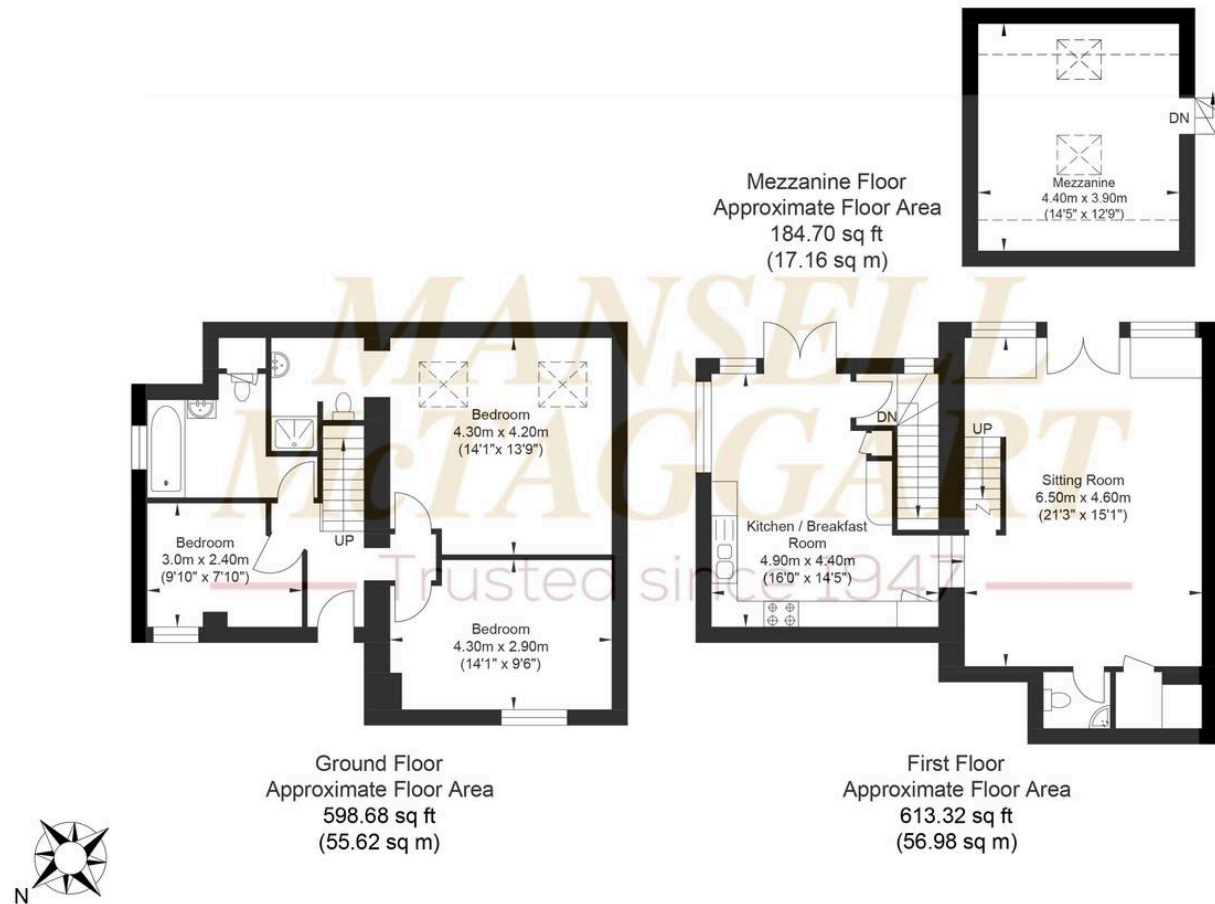 Mezzanine Floor
Approximate Floor Area
184.70 sq ft
(17.16 sq m)
DN
Mezzanine
4.40m x 3.90m
(14'5" x 12'9")
MANSELL
McTAGGART
Trusted since 1947
Bedroom
4.30m x 4.20m
(14'1"x 13'9")
Bedroom
3.0m x 2.40m
(9'10" x 7'10")
UP
Bedroom
4.30m x 2.90m
(14'1" x 9'6")
Ground Floor
Approximate Floor Area
598.68 sq ft
(55.62 sq m)
DN
UP
Kitchen / Breakfast
Room
4.90m x 4.40m
(16'0" x 14'5")
Sitting Room
6.50m x 4.60m
(21'3" x 15'1")
First Floor
Approximate Floor Area
613.32 sq ft
(56.98 sq m)
N